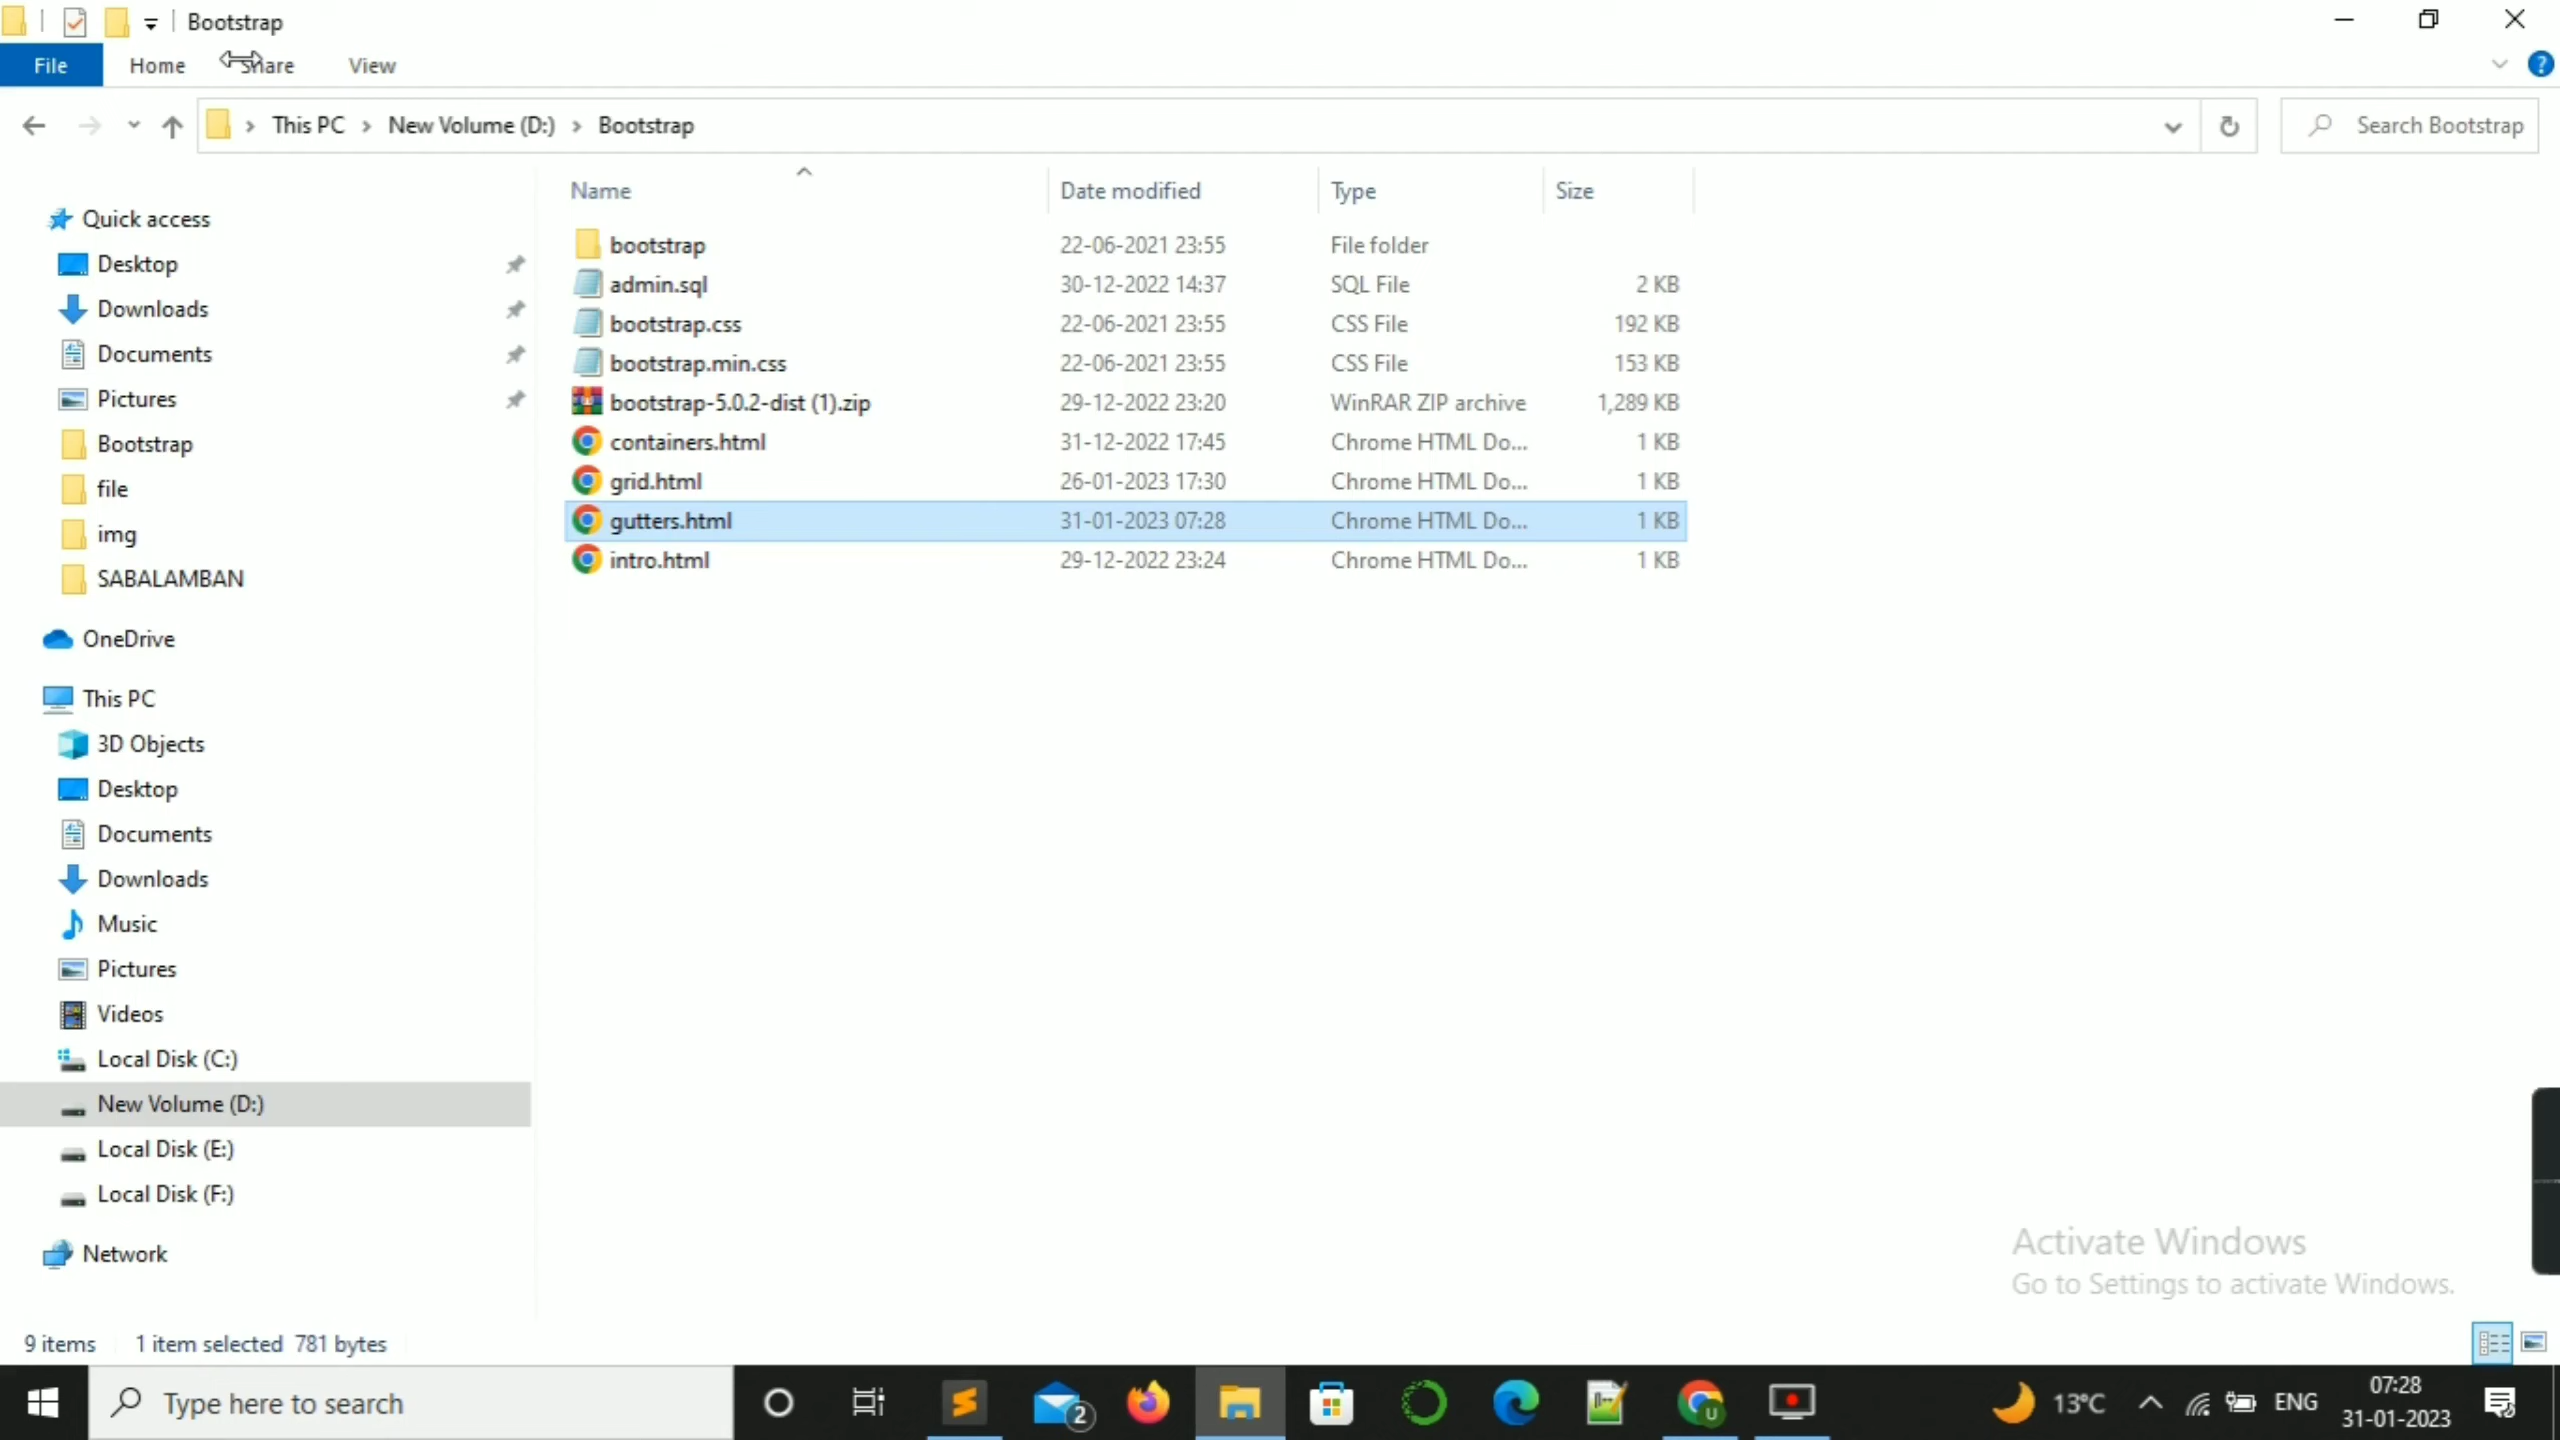 Bootstrap
File Home Share View
This PC New Volume (D:) Bootstrap
Search Bootstrap
Name Date modified Type Size
Quick access
Desktop
Downloads
Documents
Pictures
Bootstrap
file
img
SABALAMBAN
OneDrive
This PC
3D Objects
Desktop
Documents
Downloads
Music
Pictures
Videos
Local Disk (C:)
New Volume (D:)
Local Disk (E:)
Local Disk (F:)
Network
bootstrap 22-06-2021 23:55 File folder
admin.sql 30-12-2022 14:37 SQL File 2 KB
bootstrap.css 22-06-2021 23:55 CSS File 192 KB
bootstrap.min.css 22-06-2021 23:55 CSS File 153 KB
bootstrap-5.0.2-dist (1).zip 29-12-2022 23:20 WinRAR ZIP archive 1,289 KB
containers.html 31-12-2022 17:45 Chrome HTML Do... 1 KB
grid.html 26-01-2023 17:30 Chrome HTML Do... 1 KB
gutters.html 31-01-2023 07:28 Chrome HTML Do... 1 KB
intro.html 29-12-2022 23:24 Chrome HTML Do... 1 KB
Activate Windows
Go to Settings to activate Windows.
9 items 1 item selected 781 bytes
Type here to search
2
U
13°C
ENG
07:28
31-01-2023